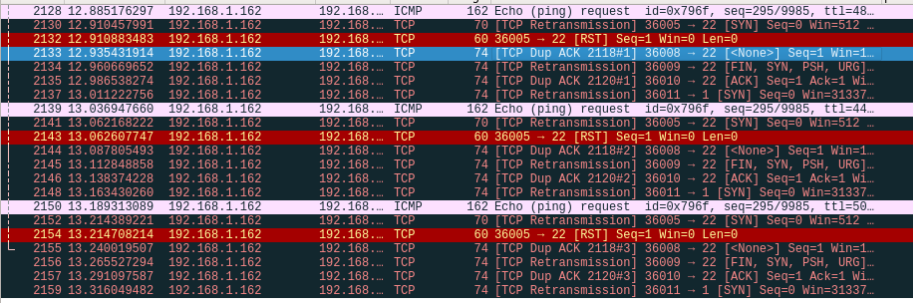 2128 12.885176297 192.168.1.162 192.168.… ICMP 162 Echo (ping) request id=0x796f, seq=295/9985, ttl=48…
2130 12.910457991 192.168.1.162 192.168.… TCP 70 [TCP Retransmission] 36005 → 22 [SYN] Seq=0 Win=512 …
2132 12.910883483 192.168.1.162 192.168.… TCP 60 36005 → 22 [RST] Seq=1 Win=0 Len=0
2133 12.935431914 192.168.1.162 192.168.… TCP 74 [TCP Dup ACK 2118#1] 36008 → 22 [<None>] Seq=1 Win=1…
2134 12.960669652 192.168.1.162 192.168.… TCP 74 [TCP Retransmission] 36009 → 22 [FIN, SYN, PSH, URG]…
2135 12.986538274 192.168.1.162 192.168.… TCP 74 [TCP Dup ACK 2120#1] 36010 → 22 [ACK] Seq=1 Ack=1 Wi…
2137 13.011222756 192.168.1.162 192.168.… TCP 74 [TCP Retransmission] 36011 → 1 [SYN] Seq=0 Win=31337…
2139 13.036947660 192.168.1.162 192.168.… ICMP 162 Echo (ping) request id=0x796f, seq=295/9985, ttl=44…
2141 13.062168222 192.168.1.162 192.168.… TCP 70 [TCP Retransmission] 36005 → 22 [SYN] Seq=0 Win=512 …
2143 13.062607747 192.168.1.162 192.168.… TCP 60 36005 → 22 [RST] Seq=1 Win=0 Len=0
2144 13.087805493 192.168.1.162 192.168.… TCP 74 [TCP Dup ACK 2118#2] 36008 → 22 [<None>] Seq=1 Win=1…
2145 13.112848858 192.168.1.162 192.168.… TCP 74 [TCP Retransmission] 36009 → 22 [FIN, SYN, PSH, URG]…
2146 13.138374228 192.168.1.162 192.168.… TCP 74 [TCP Dup ACK 2120#2] 36010 → 22 [ACK] Seq=1 Ack=1 Wi…
2148 13.163430260 192.168.1.162 192.168.… TCP 74 [TCP Retransmission] 36011 → 1 [SYN] Seq=0 Win=31337…
2150 13.189313089 192.168.1.162 192.168.… ICMP 162 Echo (ping) request id=0x796f, seq=295/9985, ttl=50…
2152 13.214389221 192.168.1.162 192.168.… TCP 70 [TCP Retransmission] 36005 → 22 [SYN] Seq=0 Win=512 …
2154 13.214708214 192.168.1.162 192.168.… TCP 60 36005 → 22 [RST] Seq=1 Win=0 Len=0
2155 13.240019507 192.168.1.162 192.168.… TCP 74 [TCP Dup ACK 2118#3] 36008 → 22 [<None>] Seq=1 Win=1…
2156 13.265527294 192.168.1.162 192.168.… TCP 74 [TCP Retransmission] 36009 → 22 [FIN, SYN, PSH, URG]…
2157 13.291097587 192.168.1.162 192.168.… TCP 74 [TCP Dup ACK 2120#3] 36010 → 22 [ACK] Seq=1 Ack=1 Wi…
2159 13.316049482 192.168.1.162 192.168.… TCP 74 [TCP Retransmission] 36011 → 1 [SYN] Seq=0 Win=31337…